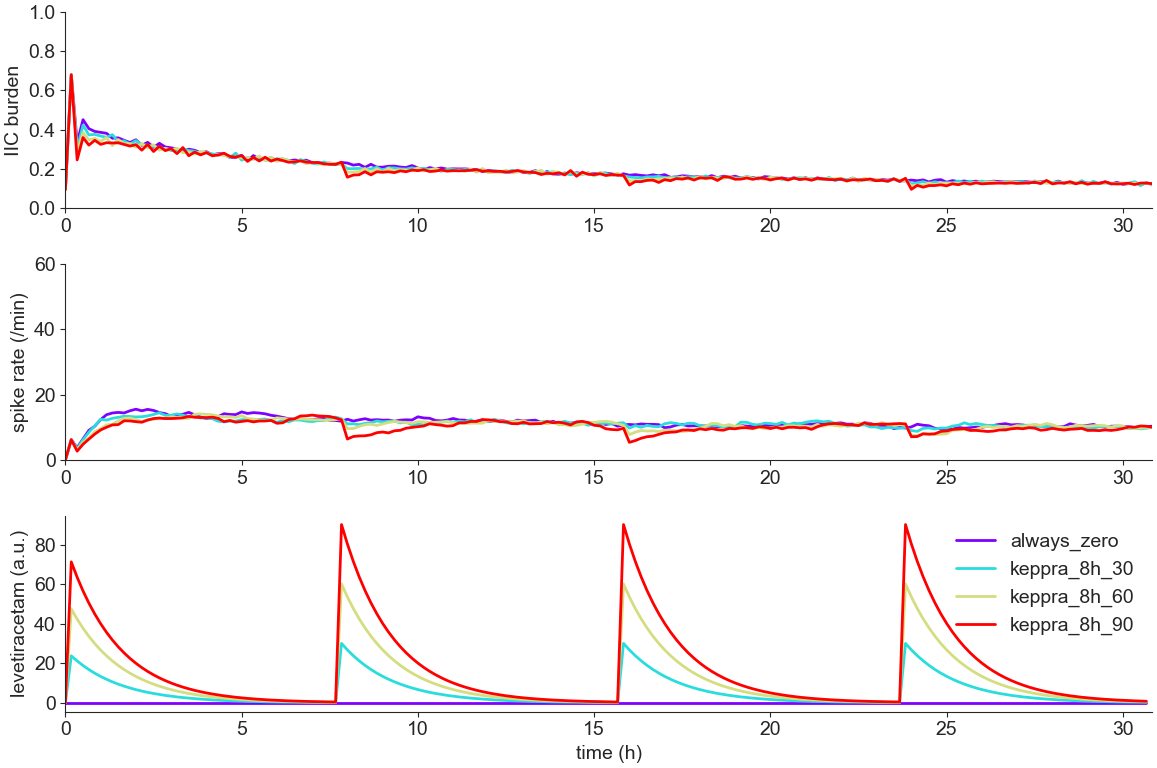 IIC burden
1.0
0.8
0.6
0.4
0.2
0.0
0 5 10 15 20 25 30
spike rate (/min)
60
40
20
0
0 5 10 15 20 25 30
levetiracetam (a.u.)
80
60
40
20
0
always_zero
keppra_8h_30
keppra_8h_60
keppra_8h_90
0 5 10 15 20 25 30
time (h)